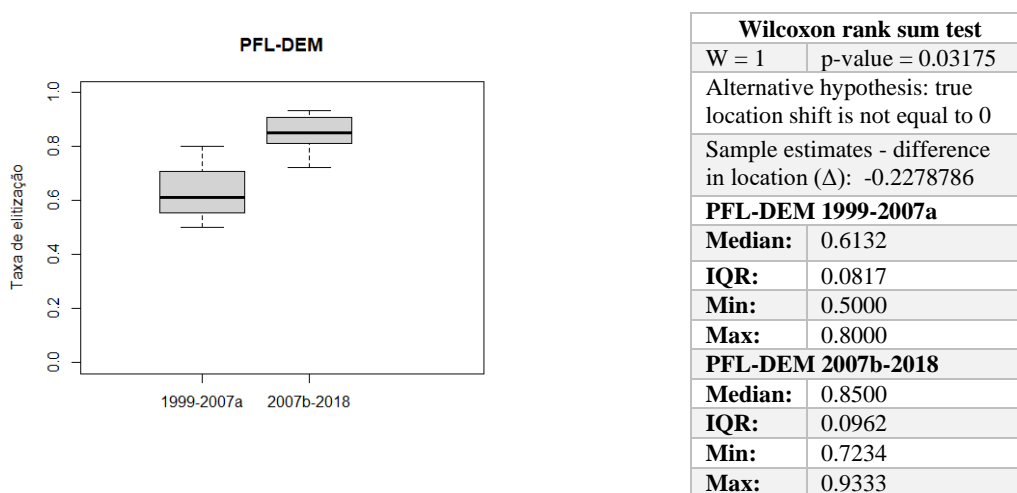 PFL-DEM
Taxa de elitização
1.0
0.8
0.6
0.4
0.2
0.0
1999-2007a 2007b-2018
Wilcoxon rank sum test
W = 1 p-value = 0.03175
Alternative hypothesis: true
location shift is not equal to 0
Sample estimates - difference
in location (Δ): -0.2278786
PFL-DEM 1999-2007a
Median: 0.6132
IQR: 0.0817
Min: 0.5000
Max: 0.8000
PFL-DEM 2007b-2018
Median: 0.8500
IQR: 0.0962
Min: 0.7234
Max: 0.9333